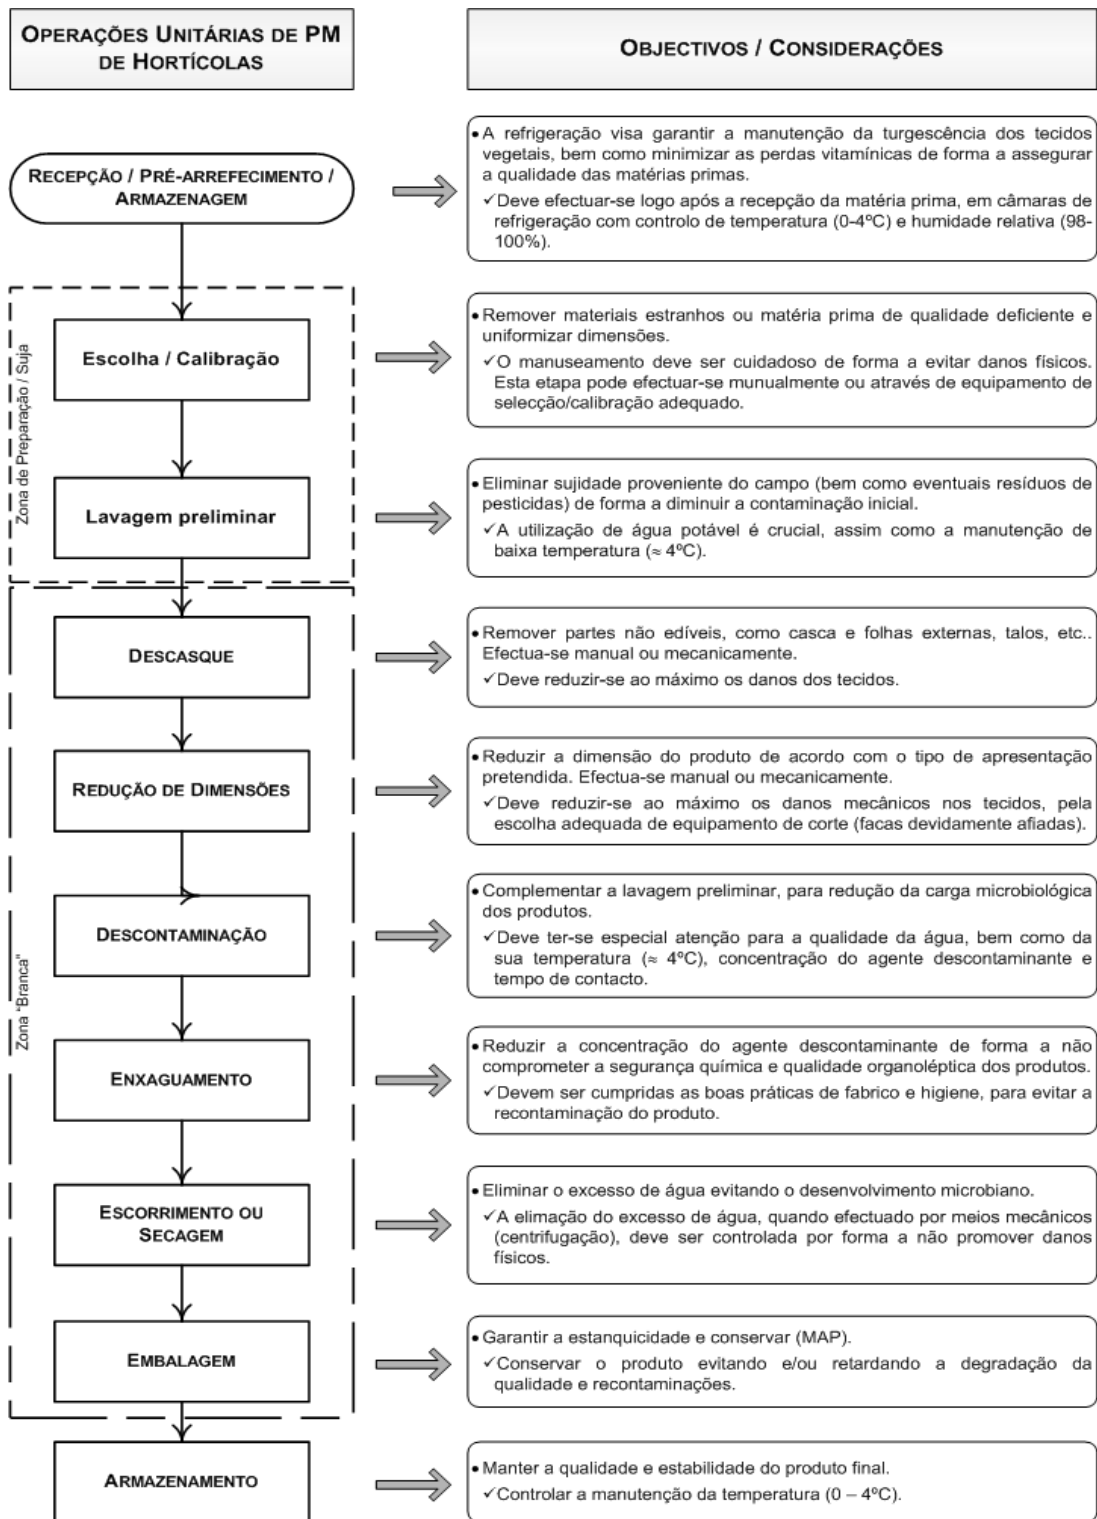 OPERAÇÕES UNITÁRIAS DE PM
DE HORTÍCOLAS
OBJECTIVOS / CONSIDERAÇÕES
RECEPÇÃO / PRÉ-ARREFECIMENTO /
ARMAZENAGEM
• A refrigeração visa garantir a manutenção da turgescência dos tecidos
vegetais, bem como minimizar as perdas vitamínicas de forma a assegurar
a qualidade das matérias primas.
✓Deve efectuar-se logo após a recepção da matéria prima, em câmaras de
refrigeração com controlo de temperatura (0-4ºC) e humidade relativa (98-
100%).
Zona de Preparação / Suja
Escolha / Calibração
• Remover materiais estranhos ou matéria prima de qualidade deficiente e
uniformizar dimensões.
✓O manuseamento deve ser cuidadoso de forma a evitar danos físicos.
Esta etapa pode efectuar-se munualmente ou através de equipamento de
selecção/calibração adequado.
Lavagem preliminar
• Eliminar sujidade proveniente do campo (bem como eventuais resíduos de
pesticidas) de forma a diminuir a contaminação inicial.
✓A utilização de água potável é crucial, assim como a manutenção de
baixa temperatura (≈ 4ºC).
Zona "Branca"
DESCASQUE
• Remover partes não edíveis, como casca e folhas externas, talos, etc..
Efectua-se manual ou mecanicamente.
✓Deve reduzir-se ao máximo os danos dos tecidos.
REDUÇÃO DE DIMENSÕES
• Reduzir a dimensão do produto de acordo com o tipo de apresentação
pretendida. Efectua-se manual ou mecanicamente.
✓Deve reduzir-se ao máximo os danos mecânicos nos tecidos, pela
escolha adequada de equipamento de corte (facas devidamente afiadas).
DESCONTAMINAÇÃO
• Complementar a lavagem preliminar, para redução da carga microbiológica
dos produtos.
✓Deve ter-se especial atenção para a qualidade da água, bem como da
sua temperatura (≈ 4ºC), concentração do agente descontaminante e
tempo de contacto.
ENXAGUAMENTO
• Reduzir a concentração do agente descontaminante de forma a não
comprometer a segurança química e qualidade organoléptica dos produtos.
✓Devem ser cumpridas as boas práticas de fabrico e higiene, para evitar a
recontaminação do produto.
ESCORRIMENTO OU
SECAGEM
• Eliminar o excesso de água evitando o desenvolvimento microbiano.
✓A elimação do excesso de água, quando efectuado por meios mecânicos
(centrifugação), deve ser controlada por forma a não promover danos
físicos.
EMBALAGEM
• Garantir a estanquicidade e conservar (MAP).
✓Conservar o produto evitando e/ou retardando a degradação da
qualidade e recontaminações.
ARMAZENAMENTO
• Manter a qualidade e estabilidade do produto final.
✓Controlar a manutenção da temperatura (0 – 4ºC).